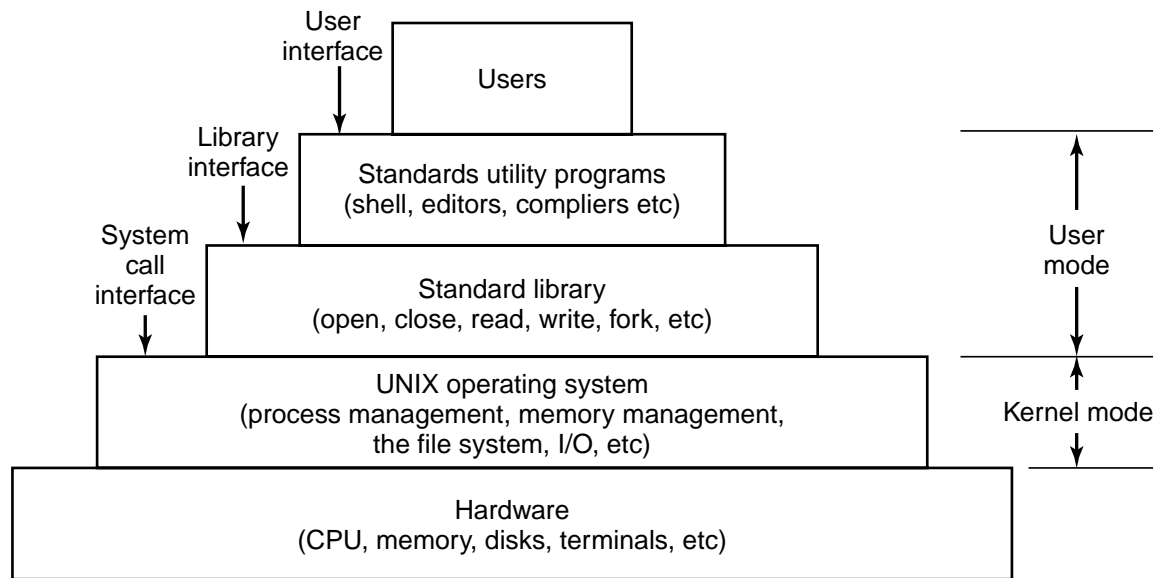 User
interface
Users
Library
interface
Standards utility programs
(shell, editors, compliers etc)
System
call
interface
User
mode
Standard library
(open, close, read, write, fork, etc)
UNIX operating system
(process management, memory management,
the file system, I/O, etc)
Kernel mode
Hardware
(CPU, memory, disks, terminals, etc)